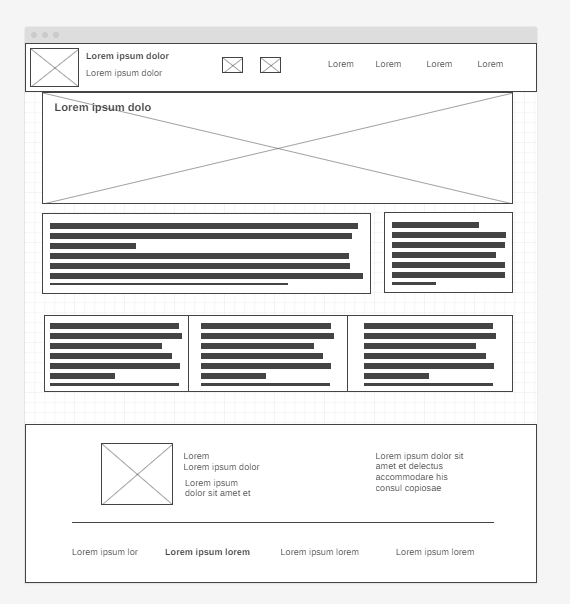 Lorem ipsum dolor
Lorem ipsum dolor
Lorem Lorem Lorem Lorem
Lorem ipsum dolo
Lorem
Lorem ipsum dolor
Lorem ipsum
dolor sit amet et
Lorem ipsum dolor sit
amet et delectus
accommodare his
consul copiosae
Lorem ipsum lor Lorem ipsum lorem Lorem ipsum lorem Lorem ipsum lorem